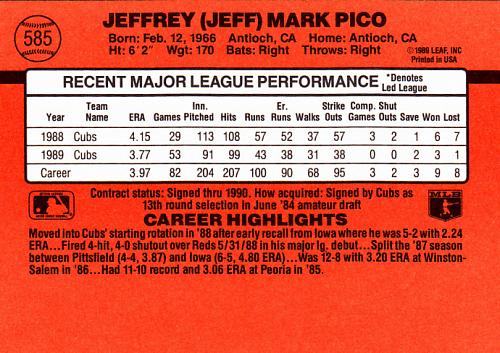 585
JEFFREY (JEFF) MARK PICO
Born: Feb. 12, 1966 Antioch, CA Home: Antioch, CA
Ht: 6'2" Wgt: 170 Bats: Right Throws: Right
©1989 LEAF, INC
Printed in USA
RECENT MAJOR LEAGUE PERFORMANCE *Denotes Led League
Year Team Name ERA Games Inn. Pitched Hits Runs Er. Runs Walks Strike Outs Comp. Games Shut Outs Save Won Lost
1988 Cubs 4.15 29 113 108 57 52 37 57 3 2 1 6 7
1989 Cubs 3.77 53 91 99 43 38 31 38 0 0 2 3 1
Career 3.97 82 204 207 100 90 68 95 3 2 3 9 8
Contract status: Signed thru 1990. How acquired: Signed by Cubs as
13th round selection in June '84 amateur draft
MLB
CAREER HIGHLIGHTS
Moved into Cubs' starting rotation in '88 after early recall from Iowa where he was 5-2 with 2.24
ERA...Fired 4-hit, 4-0 shutout over Reds 5/31/88 in his major lg. debut...Split the '87 season
between Pittsfield (4-4, 3.87) and Iowa (6-5, 4.80 ERA)...Was 12-8 with 3.20 ERA at Winston-
Salem in '86...Had 11-10 record and 3.06 ERA at Peoria in '85.